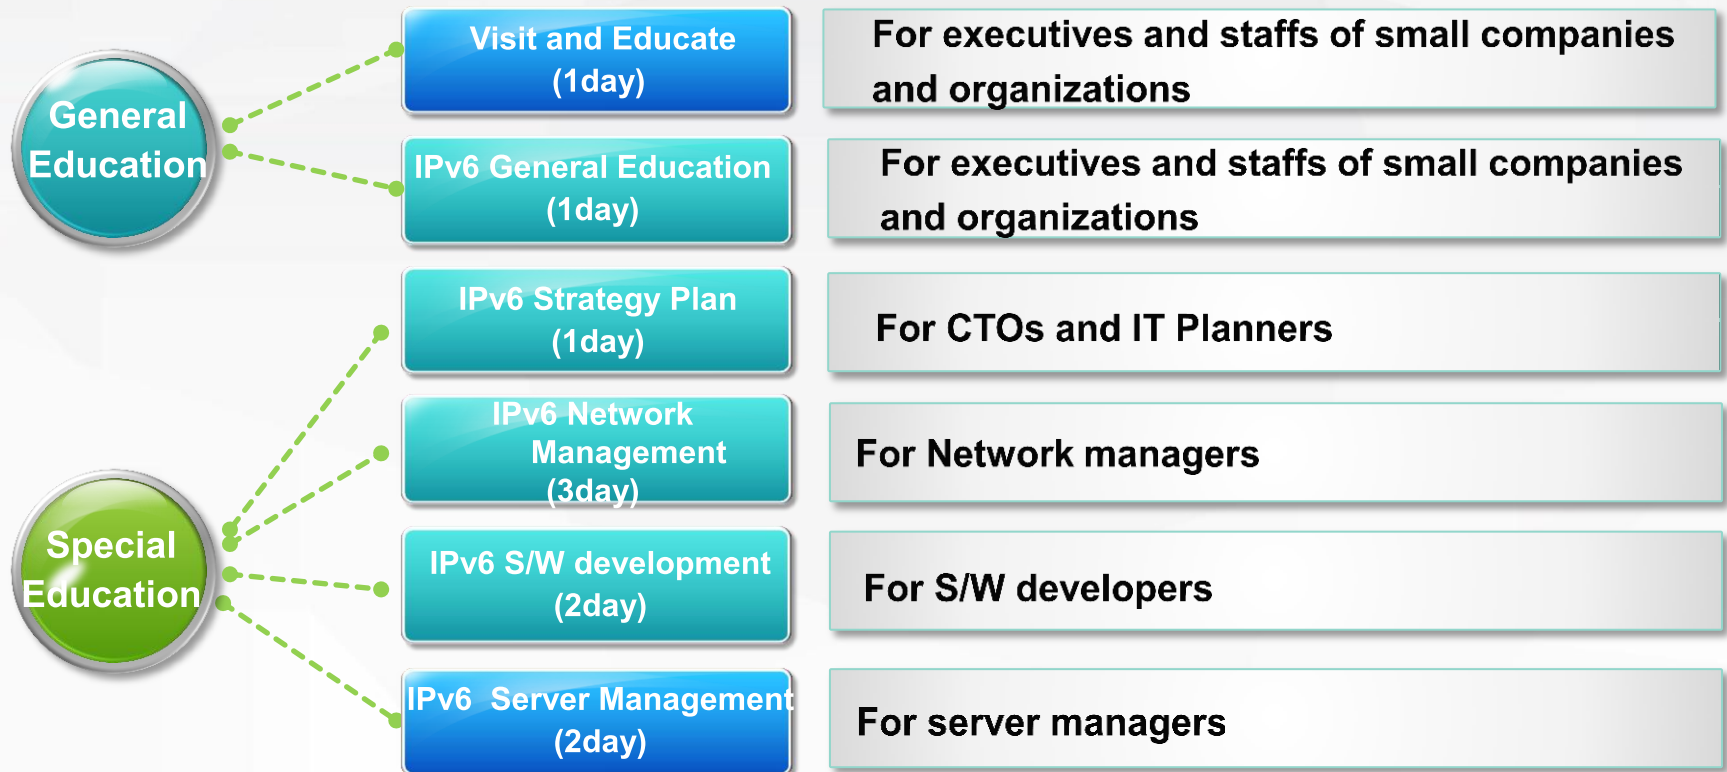 General
Education
Visit and Educate
(1day)
For executives and staffs of small companies
and organizations
IPv6 General Education
(1day)
For executives and staffs of small companies
and organizations
Special
Education
IPv6 Strategy Plan
(1day)
For CTOs and IT Planners
IPv6 Network
Management
(3day)
For Network managers
IPv6 S/W development
(2day)
For S/W developers
IPv6 Server Management
(2day)
For server managers